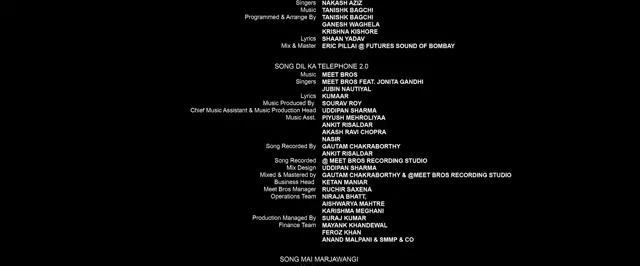 Singers NAKASH AZIZ
Music TANISHK BAGCHI
Programmed & Arrange By TANISHK BAGCHI
GANESH WAGHELA
KRISHNA KISHORE
Lyrics SHAAN YADAV
Mix & Master ERIC PILLAI @ FUTURES SOUND OF BOMBAY
SONG DIL KA TELEPHONE 2.0
Music MEET BROS
Singers MEET BROS FEAT. JONITA GANDHI
JUBIN NAUTIYAL
Lyrics KUMAAR
Music Produced By SOURAV ROY
Chief Music Assistant & Music Production Head UDDIPAN SHARMA
Music Asst. PIYUSH MEHROLIYAA
ANKIT RISALDAR
AKASH RAVI CHOPRA
NASIR
Song Recorded By GAUTAM CHAKRABORTHY
ANKIT RISALDAR
Song Recorded @ MEET BROS RECORDING STUDIO
Mix Design UDDIPAN SHARMA
Mixed & Mastered by GAUTAM CHAKRABORTHY & @MEET BROS RECORDING STUDIO
Business Head KETAN MANIAR
Meet Bros Manager RUCHIR SAXENA
Operations Team NIRAJA BHATT,
AISHWARYA MAHTRE
KARISHMA MEGHANI
Production Managed By SURAJ KUMAR
Finance Team MAYANK KHANDEWAL
FEROZ KHAN
ANAND MALPANI & SMMP & CO
SONG MAI MARJAWANGI